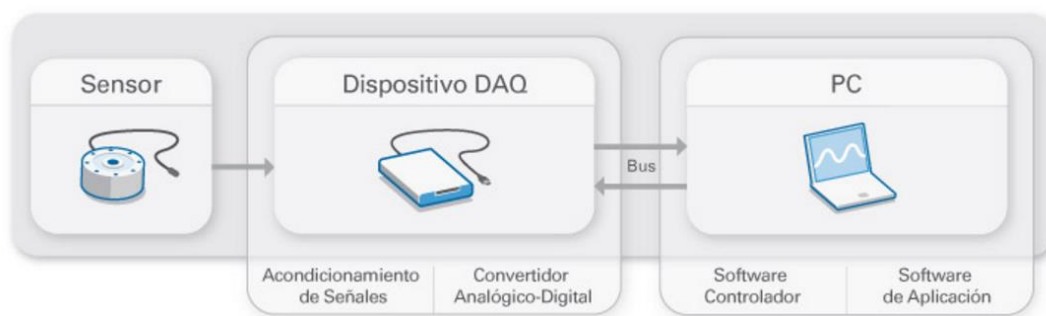 Sensor
Dispositivo DAQ
PC
Bus
Acondicionamiento
de Señales
Convertidor
Analógico-Digital
Software
Controlador
Software
de Aplicación